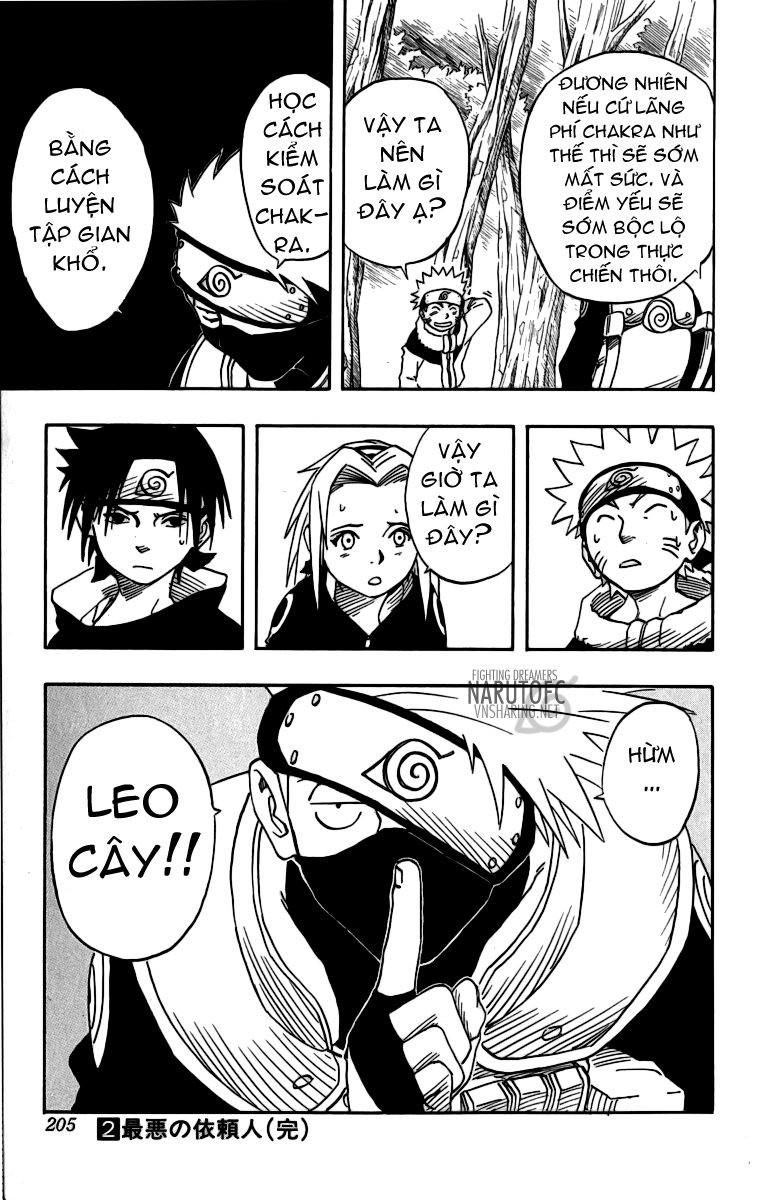 ĐƯƠNG NHIÊN
NẾU CỨ LÃNG
PHÍ CHAKRA NHƯ
THẾ THÌ SẼ SỚM
MẤT SỨC. VÀ
ĐIỂM YẾU SẼ
SỚM BỘC LỘ
TRONG THỰC
CHIẾN THÔI.
VẬY TA
NÊN
LÀM GÌ
ĐÂY Ạ?
HỌC
CÁCH
KIỂM
SOÁT
CHAK-
RA.
BẰNG
CÁCH
LUYỆN
TẬP GIAN
KHỔ.
VẬY
GIỜ TA
LÀM GÌ
ĐÂY?
FIGHTING DREAMERS
NARUTOFC
VNSHARING.NET
HỪM
...
LEO
CÂY!!
205 2 最悪の依頼人(完)